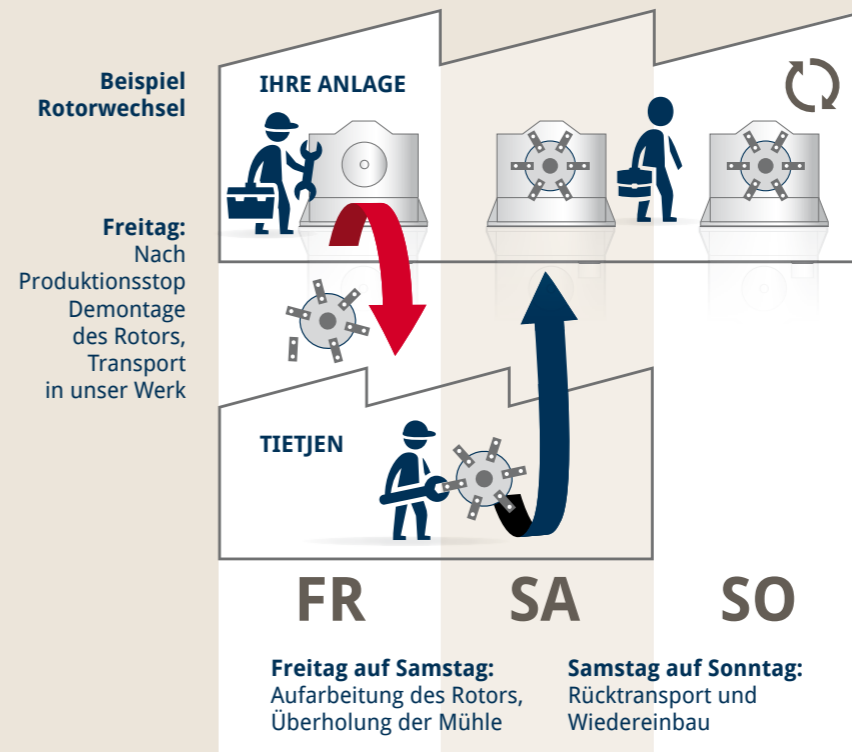 Beispiel
Rotorwechsel
IHRE ANLAGE
Freitag:
Nach
Produktionsstop
Demontage
des Rotors,
Transport
in unser Werk
TIETJEN
FR
SA
SO
Freitag auf Samstag:
Aufarbeitung des Rotors,
Überholung der Mühle
Samstag auf Sonntag:
Rücktransport und
Wiedereinbau